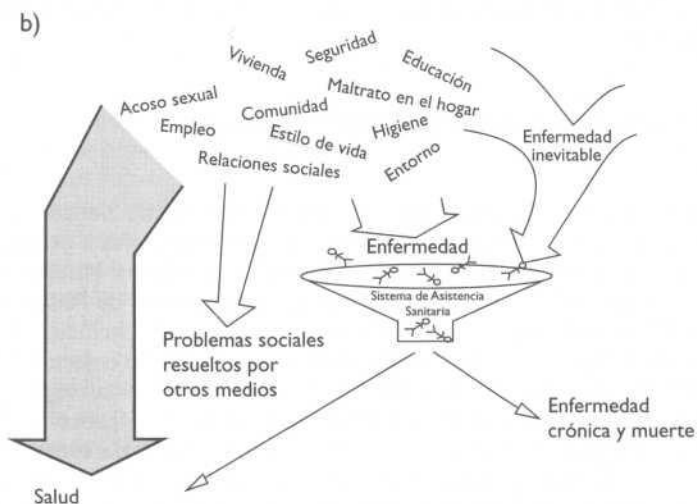 b)
Vivienda
Seguridad
Educación
Acoso sexual
Comunidad
Maltrato en el hogar
Empleo
Estilo de vida
Higiene
Relaciones sociales
Entorno
Enfermedad
inevitable
Enfermedad
Sistema de Asistencia
Sanitaria
Problemas sociales
resueltos por
otros medios
Enfermedad
crónica y muerte
Salud